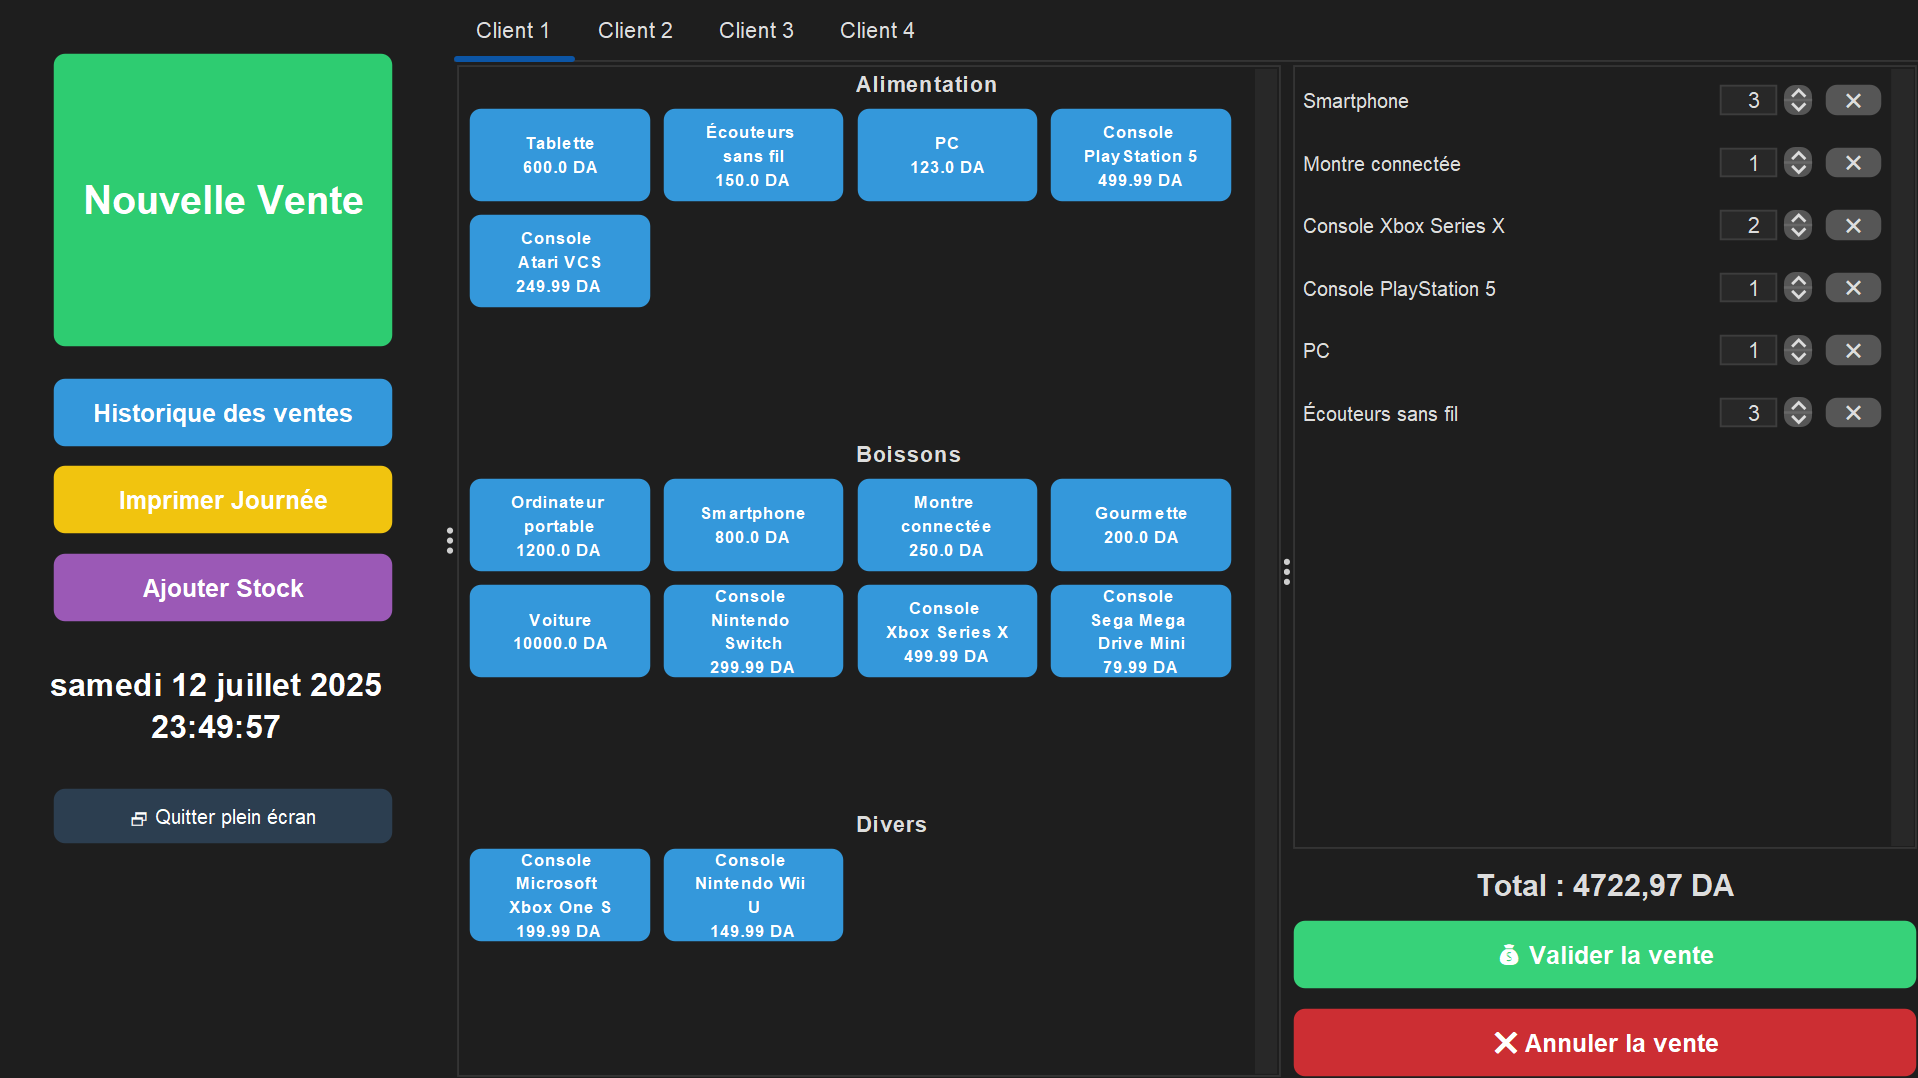 Nouvelle Vente
Historique des ventes
Imprimer Journée
Ajouter Stock
samedi 12 juillet 2025
23:49:57
Quitter plein écran
Client 1 Client 2 Client 3 Client 4
Alimentation
Tablette
600.0 DA
Écouteurs
sans fil
150.0 DA
PC
123.0 DA
Console
PlayStation 5
499.99 DA
Console
Atari VCS
249.99 DA
Boissons
Ordinateur
portable
1200.0 DA
Smartphone
800.0 DA
Montre
connectée
250.0 DA
Gourmette
200.0 DA
Voiture
10000.0 DA
Console
Nintendo
Switch
299.99 DA
Console
Xbox Series X
499.99 DA
Console
Sega Mega
Drive Mini
79.99 DA
Divers
Console
Microsoft
Xbox One S
199.99 DA
Console
Nintendo Wii
U
149.99 DA
Smartphone 3
Montre connectée 1
Console Xbox Series X 2
Console PlayStation 5 1
PC 1
Écouteurs sans fil 3
Total : 4722,97 DA
Valider la vente
Annuler la vente